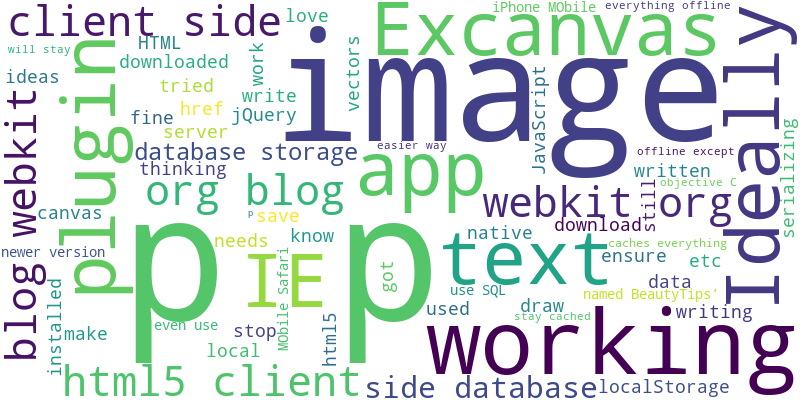 client side
love
Excanvas
iPhone MObile
everything offline
will stay
HTML
downloaded
work
vectors
image
Ideally
ideas
plugin
tried
href
write
jQuery
JavaScript
fine
server
easier way
offline except
serializing
database storage
app
written
thinking
objective C
blog webkit
org blog
webkit org
still
canvas
p
save
download
needs
know
native
caches everything
p p
IE
text
ensure
etc
newer version
MObile Safari
got
data
installed
use SQL
named BeautyTips'
even use
stop
html5
used
draw
stay cached
writing
make
local
working
html5 client
side database
localStorage